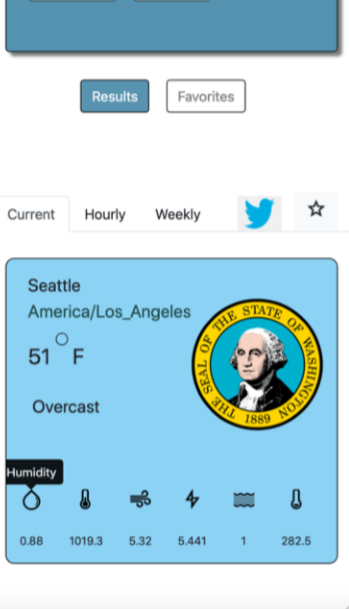 Results Favorites
Current Hourly Weekly
Seattle
America/Los_Angeles
51 ° F
Overcast
THE SEAL OF THE STATE OF WASHINGTON
1889
Humidity
0.88 1019.3 5.32 5.441 1 282.5